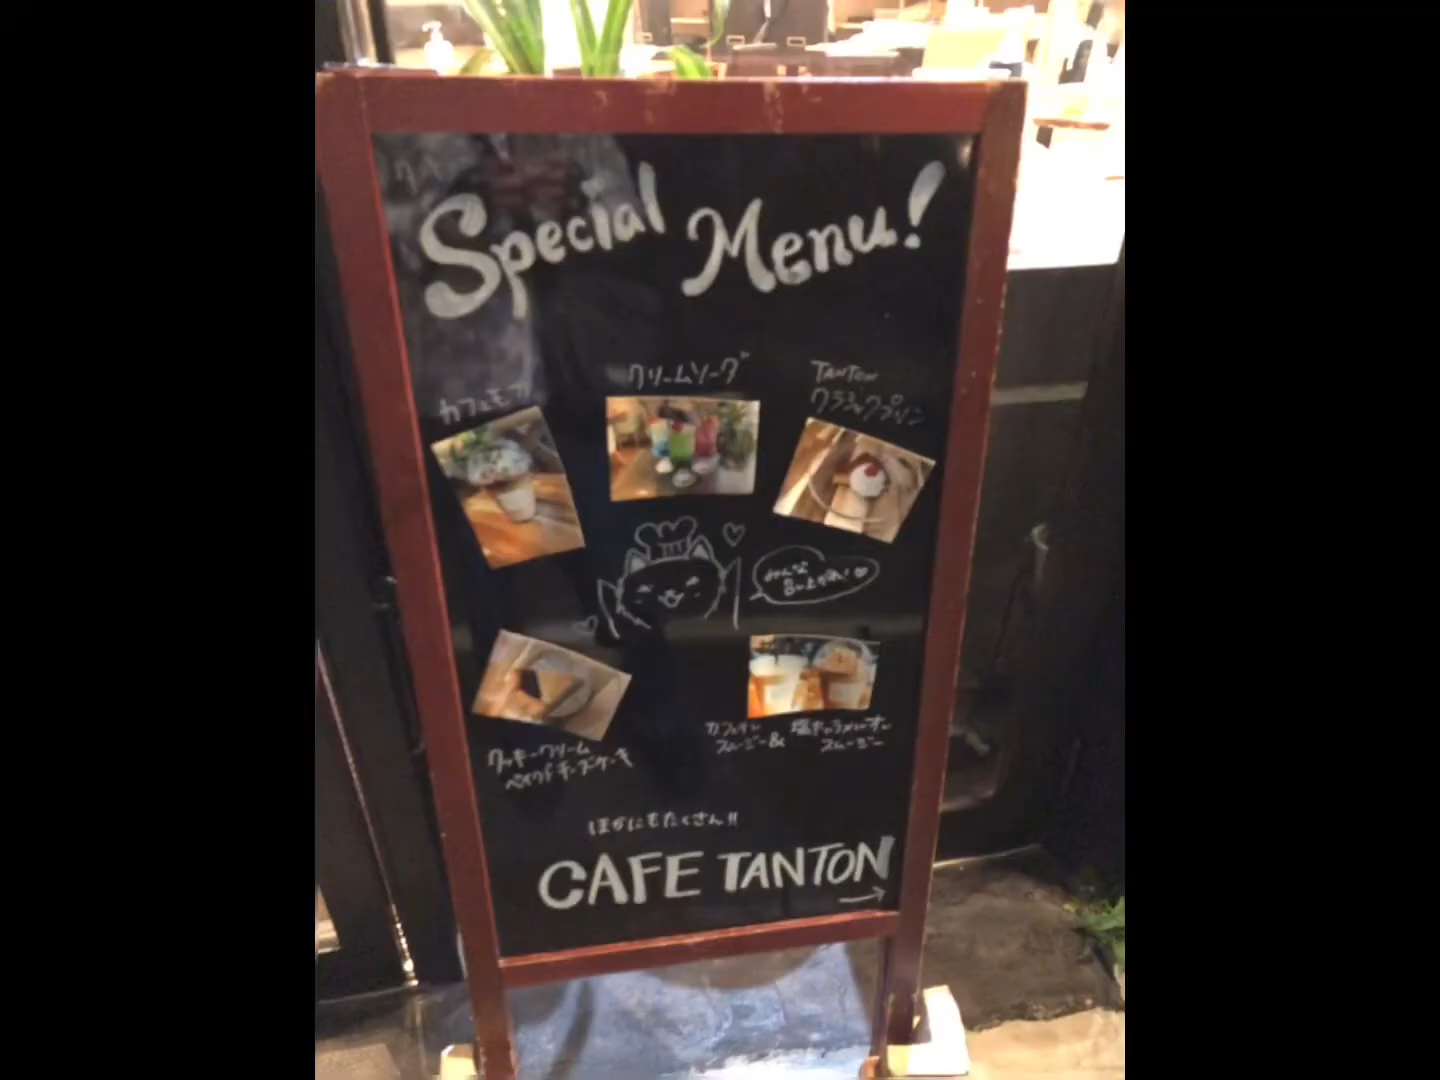 Special Menu!
クリームソーダ
カフェモカ
TANTON
クラシックプリン
みんな
召し上がれ!
クッキークリーム
ベイクドチーズケーキ
カフェオレ
スムージー&
塩キャラメルオレ
スムージー
ほかにもたくさん!!
CAFE TANTON